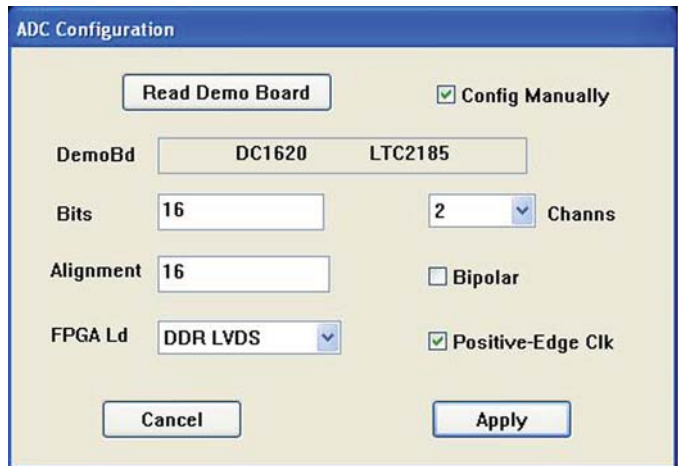 ADC Configuration
Read Demo Board
Config Manually
DemoBd DC1620 LTC2185
Bits 16 2 Channs
Alignment 16 Bipolar
FPGA Ld DDR LVDS Positive-Edge Clk
Cancel Apply